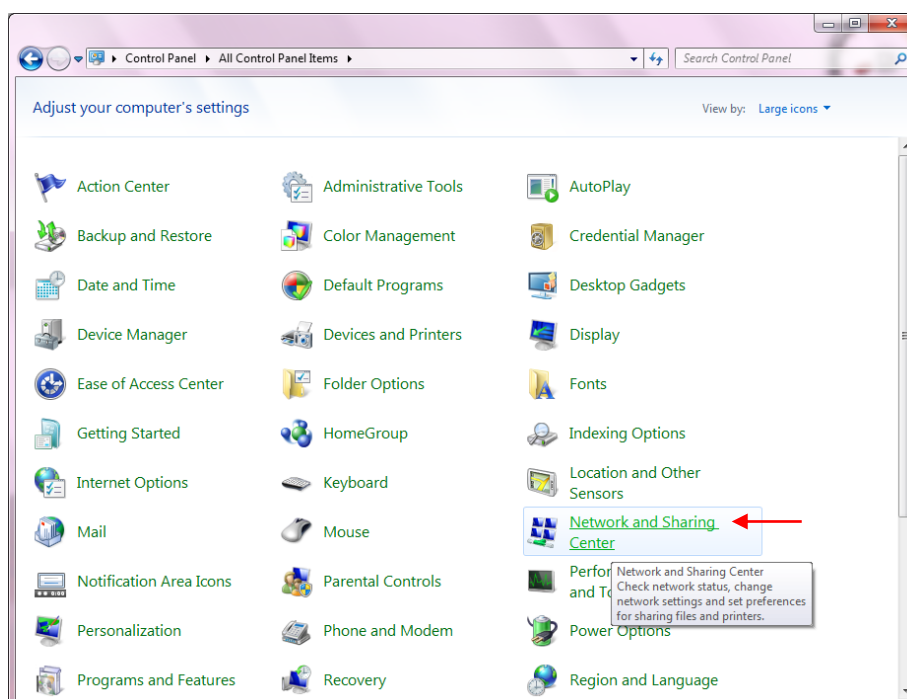 Control Panel All Control Panel Items
Search Control Panel
Adjust your computer's settings
View by: Large icons
Action Center
Administrative Tools
AutoPlay
Backup and Restore
Color Management
Credential Manager
Date and Time
Default Programs
Desktop Gadgets
Device Manager
Devices and Printers
Display
Ease of Access Center
Folder Options
Fonts
Getting Started
HomeGroup
Indexing Options
Internet Options
Keyboard
Location and Other
Sensors
Mail
Mouse
Network and Sharing
Center
Notification Area Icons
Parental Controls
Perfor
and To
Network and Sharing Center
Check network status, change
network settings and set preferences
for sharing files and printers.
Personalization
Phone and Modem
Power Options
Programs and Features
Recovery
Region and Language